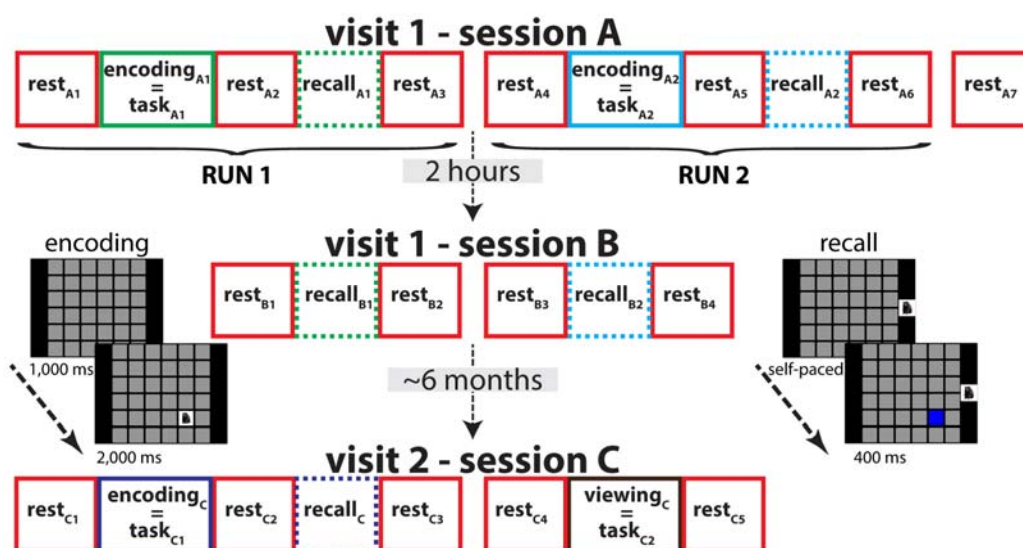 visit 1 - session A
rest A1
encoding A1
=
task A1
rest A2
recall A1
rest A3
rest A4
encoding A2
=
task A2
rest A5
recall A2
rest A6
rest A7
RUN 1
2 hours
RUN 2
visit 1 - session B
encoding
1,000 ms
2,000 ms
rest B1
recall B1
rest B2
rest B3
recall B2
rest B4
recall
self-paced
400 ms
~6 months
visit 2 - session C
rest C1
encoding C
=
task C1
rest C2
recall C
rest C3
rest C4
viewing C
=
task C2
rest C5